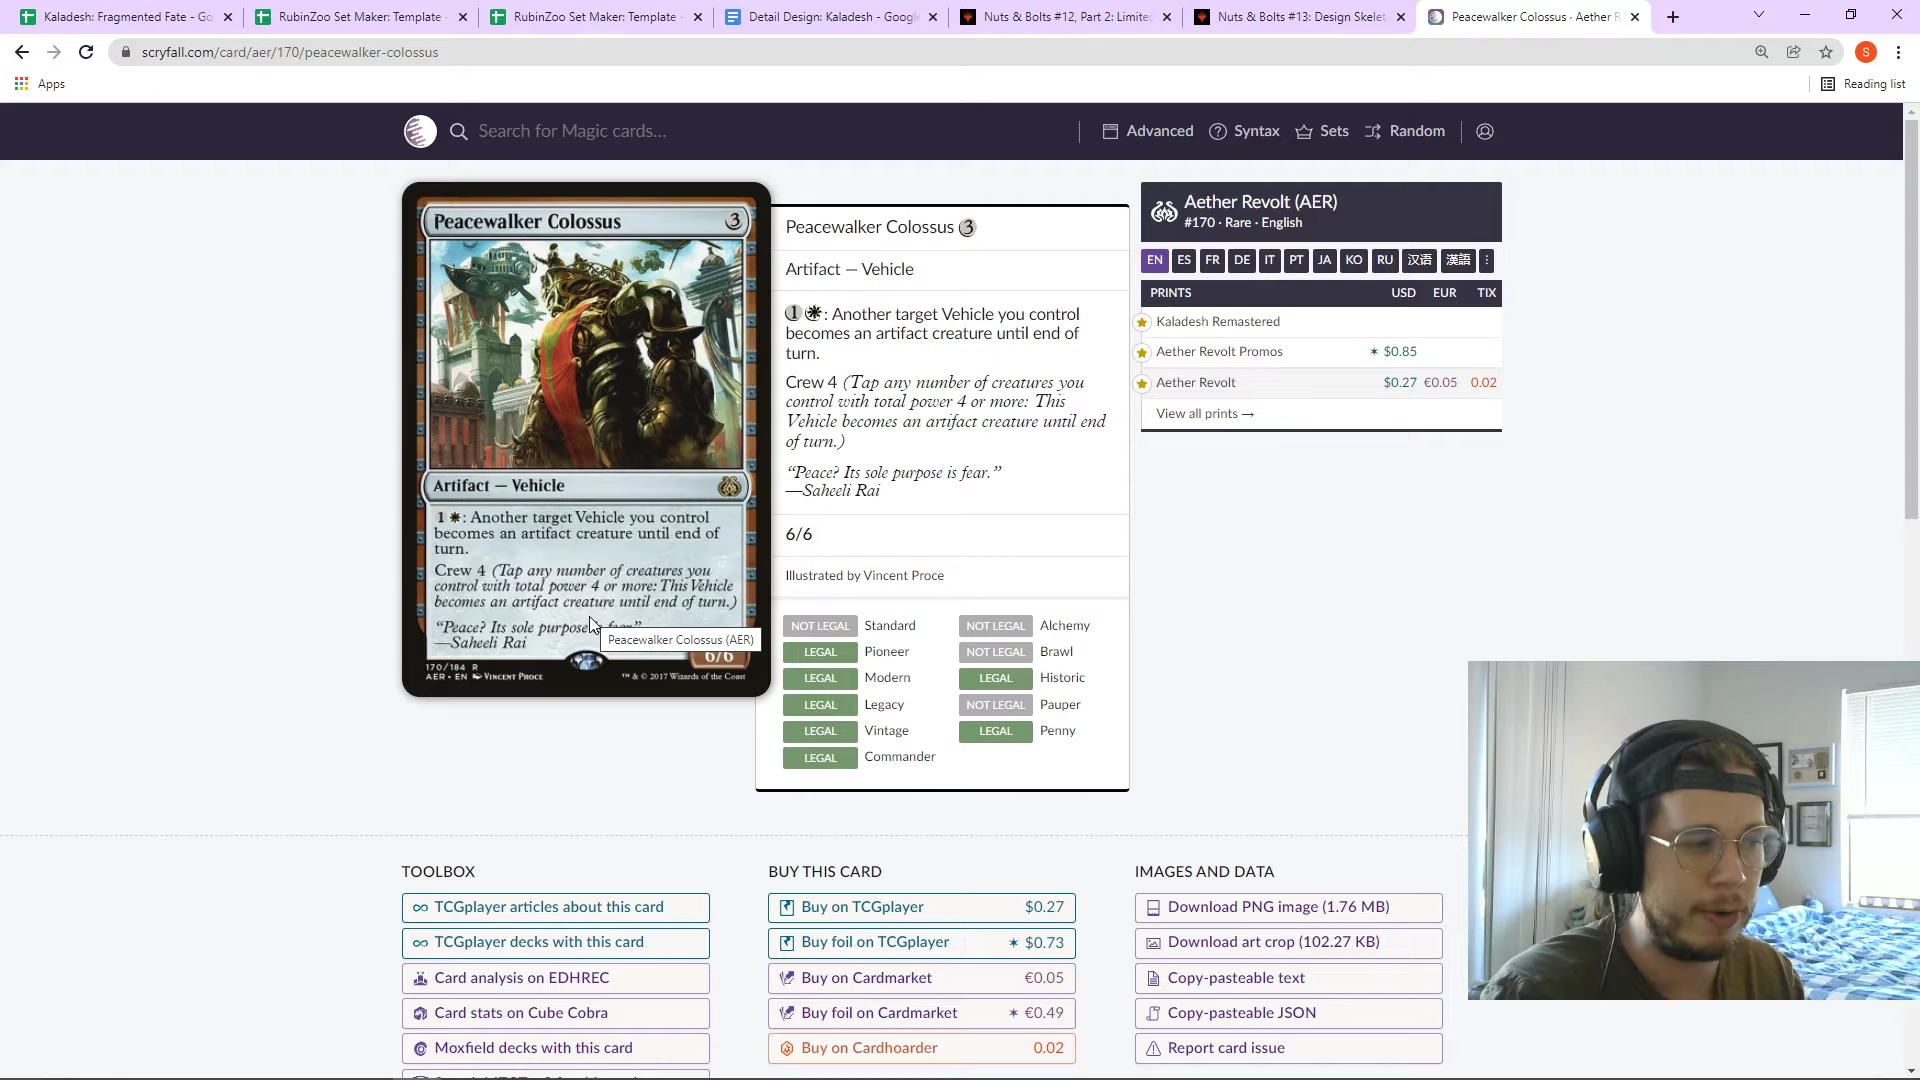 Kaladesh: Fragmented Fate - Go
RubinZoo Set Maker: Template -
RubinZoo Set Maker: Template -
Detail Design: Kaladesh - Google
Nuts & Bolts #12, Part 2: Limited
Nuts & Bolts #13: Design Skelet
Peacewalker Colossus · Aether R
scryfall.com/card/aer/170/peacewalker-colossus
S
Apps
Reading list
Search for Magic cards...
Advanced
Syntax
Sets
Random
Peacewalker Colossus 3
Artifact — Vehicle
1: Another target Vehicle you control
becomes an artifact creature until end of
turn.
Crew 4 (Tap any number of creatures you
control with total power 4 or more: This Vehicle
becomes an artifact creature until end of turn.)
"Peace? Its sole purpose
—Saheeli Rai
6/6
170/184 R
AER • EN VINCENT PROCE
™ & © 2017 Wizards of the Coast
Peacewalker Colossus (AER)
Peacewalker Colossus 3
Artifact — Vehicle
1: Another target Vehicle you control
becomes an artifact creature until end of
turn.
Crew 4 (Tap any number of creatures you
control with total power 4 or more: This
Vehicle becomes an artifact creature until end
of turn.)
“Peace? Its sole purpose is fear.”
—Saheeli Rai
6/6
Illustrated by Vincent Proce
NOT LEGAL Standard NOT LEGAL Alchemy
LEGAL Pioneer NOT LEGAL Brawl
LEGAL Modern LEGAL Historic
LEGAL Legacy NOT LEGAL Pauper
LEGAL Vintage LEGAL Penny
LEGAL Commander
Aether Revolt (AER)
#170 · Rare · English
EN ES FR DE IT PT JA KO RU 汉语 漢語
PRINTS USD EUR TIX
Kaladesh Remastered
Aether Revolt Promos $0.85
Aether Revolt $0.27 €0.05 0.02
View all prints →
TOOLBOX
TCGplayer articles about this card
TCGplayer decks with this card
Card analysis on EDHREC
Card stats on Cube Cobra
Moxfield decks with this card
BUY THIS CARD
Buy on TCGplayer $0.27
Buy foil on TCGplayer $0.73
Buy on Cardmarket €0.05
Buy foil on Cardmarket €0.49
Buy on Cardhoarder 0.02
IMAGES AND DATA
Download PNG image (1.76 MB)
Download art crop (102.27 KB)
Copy-pasteable text
Copy-pasteable JSON
Report card issue